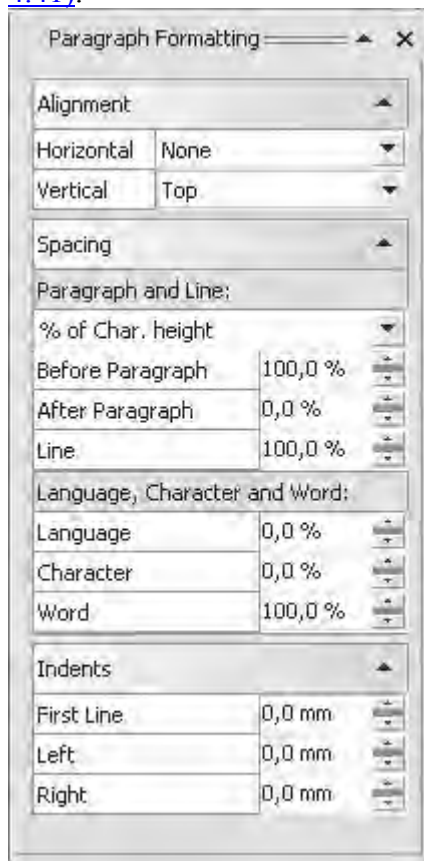 4.41).
Paragraph Formatting
Alignment
Horizontal None
Vertical Top
Spacing
Paragraph and Line:
% of Char. height
Before Paragraph 100,0 %
After Paragraph 0,0 %
Line 100,0 %
Language, Character and Word:
Language 0,0 %
Character 0,0 %
Word 100,0 %
Indents
First Line 0,0 mm
Left 0,0 mm
Right 0,0 mm